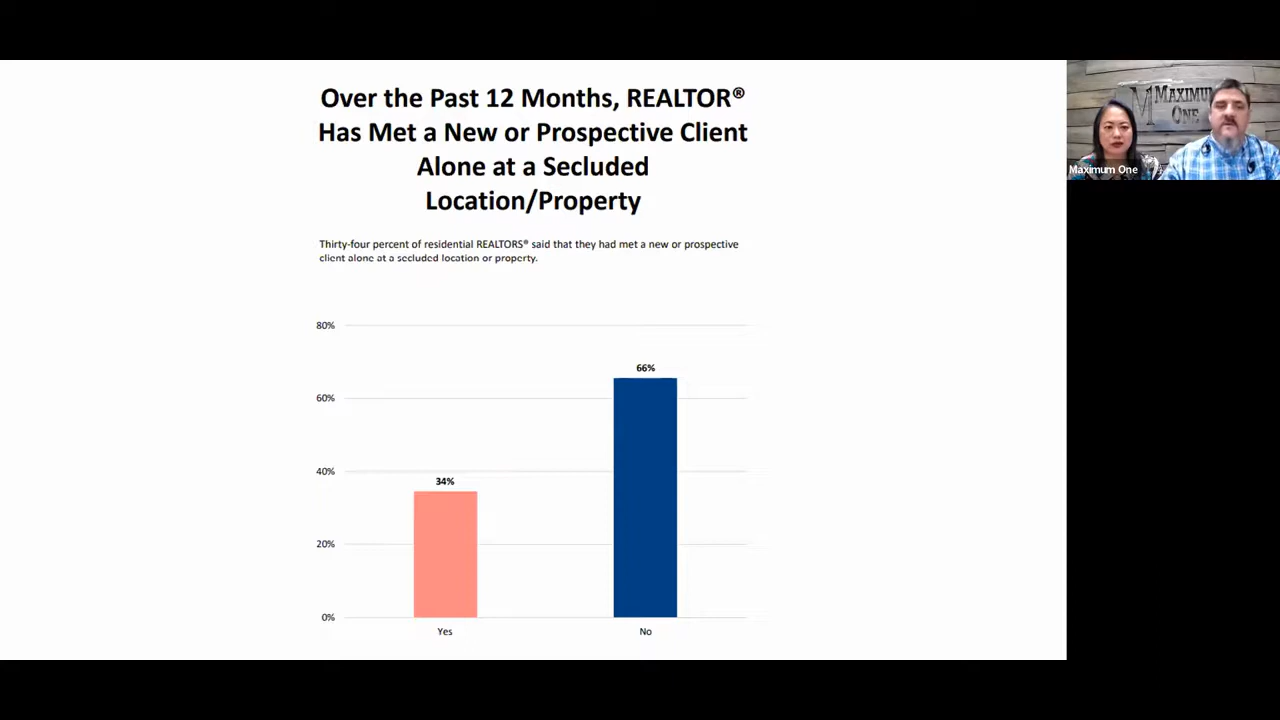 Over the Past 12 Months, REALTOR®
Has Met a New or Prospective Client
Alone at a Secluded
Location/Property
Thirty-four percent of residential REALTORS® said that they had met a new or prospective
client alone at a secluded location or property.
80%
60%
40%
20%
0%
34%
66%
Yes
No
MAXIMUM
ONE
Maximum One